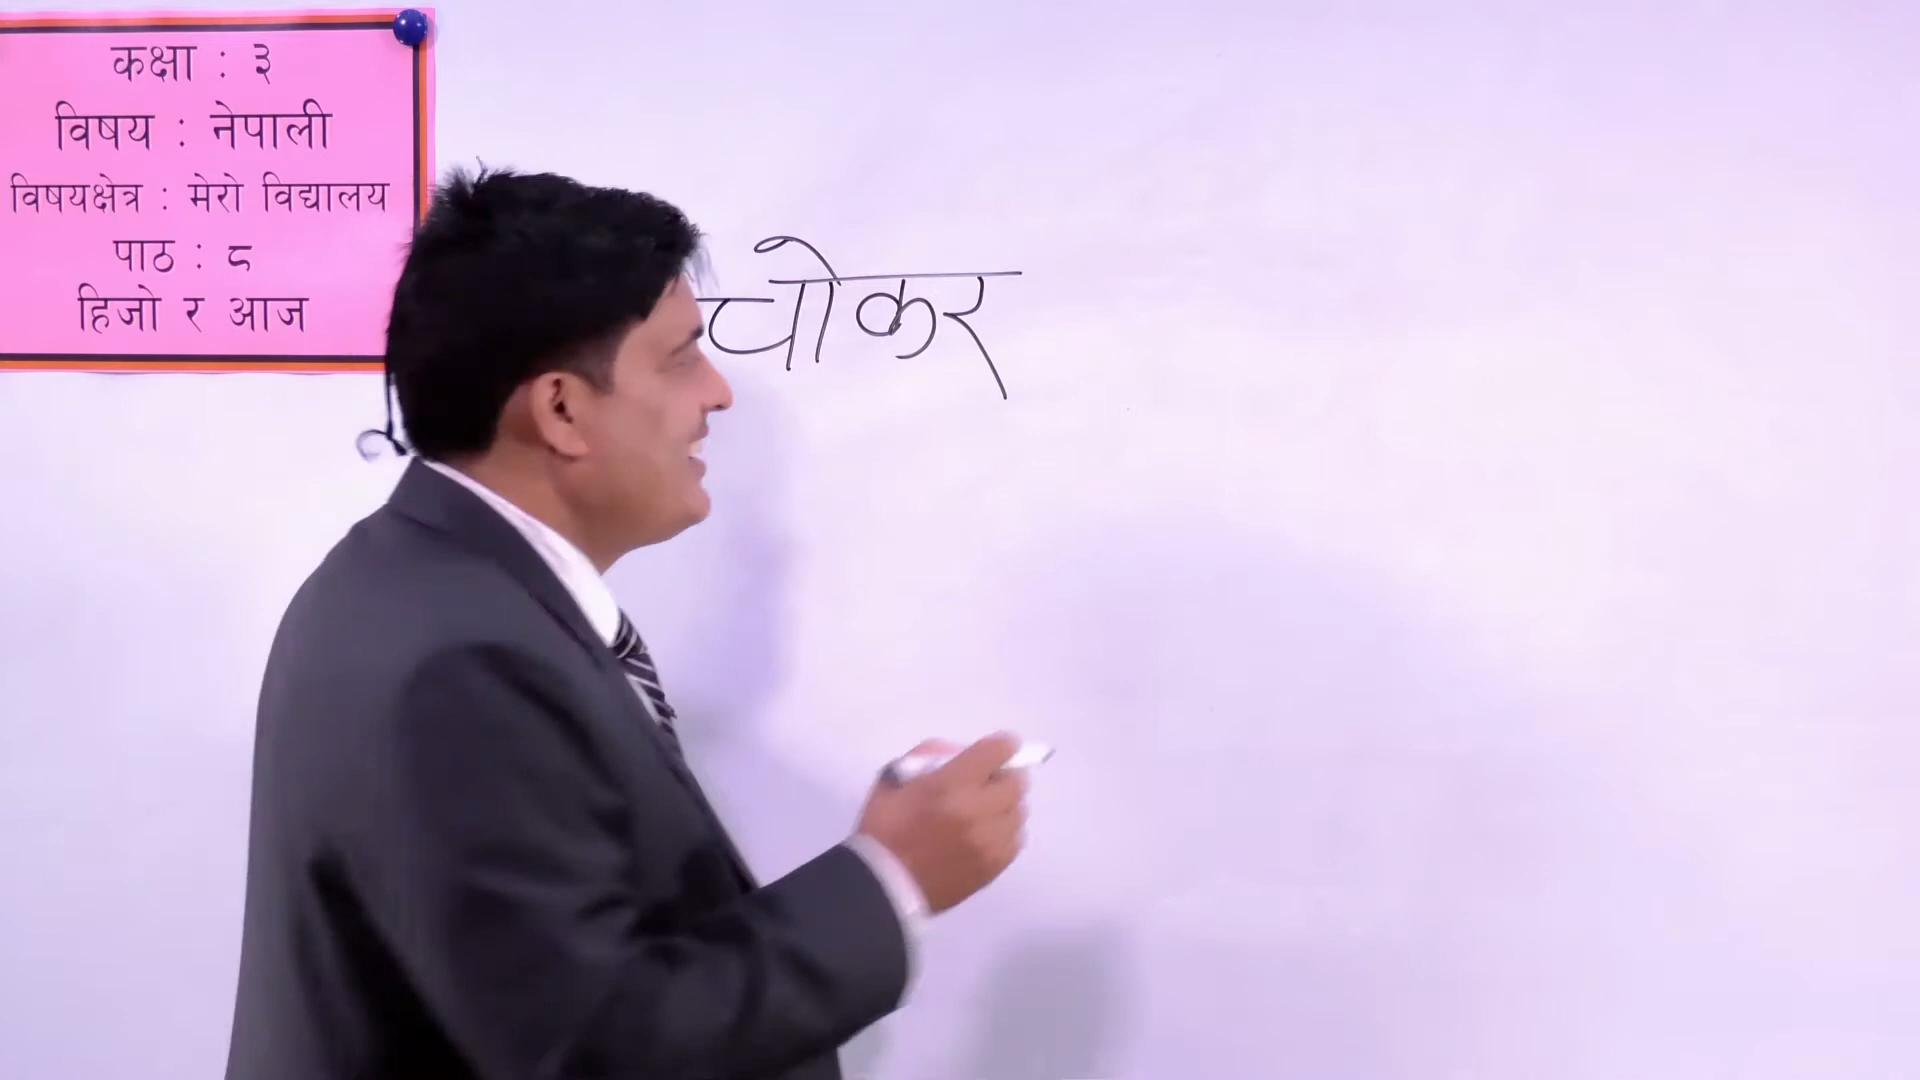 कक्षा : ३
विषय : नेपाली
विषयक्षेत्र : मेरो विद्यालय
पाठ : ८
हिजो र आज
चोकर